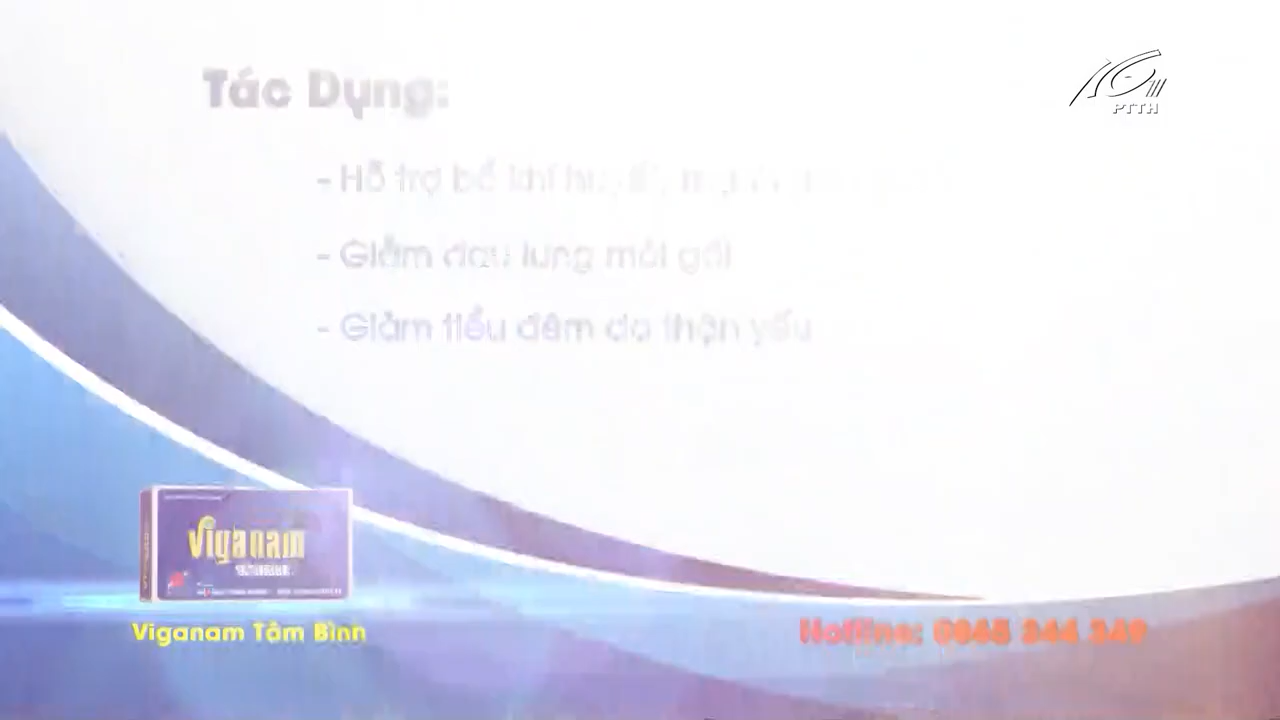 Tác Dụng:
PTTH
- Hỗ trợ bổ khí huyết,
- Giảm đau lưng mỏi gối
- Giảm tiểu đêm do thận yếu
Viganam
Viganam Tâm Bình
Hotline: 0865 344 349